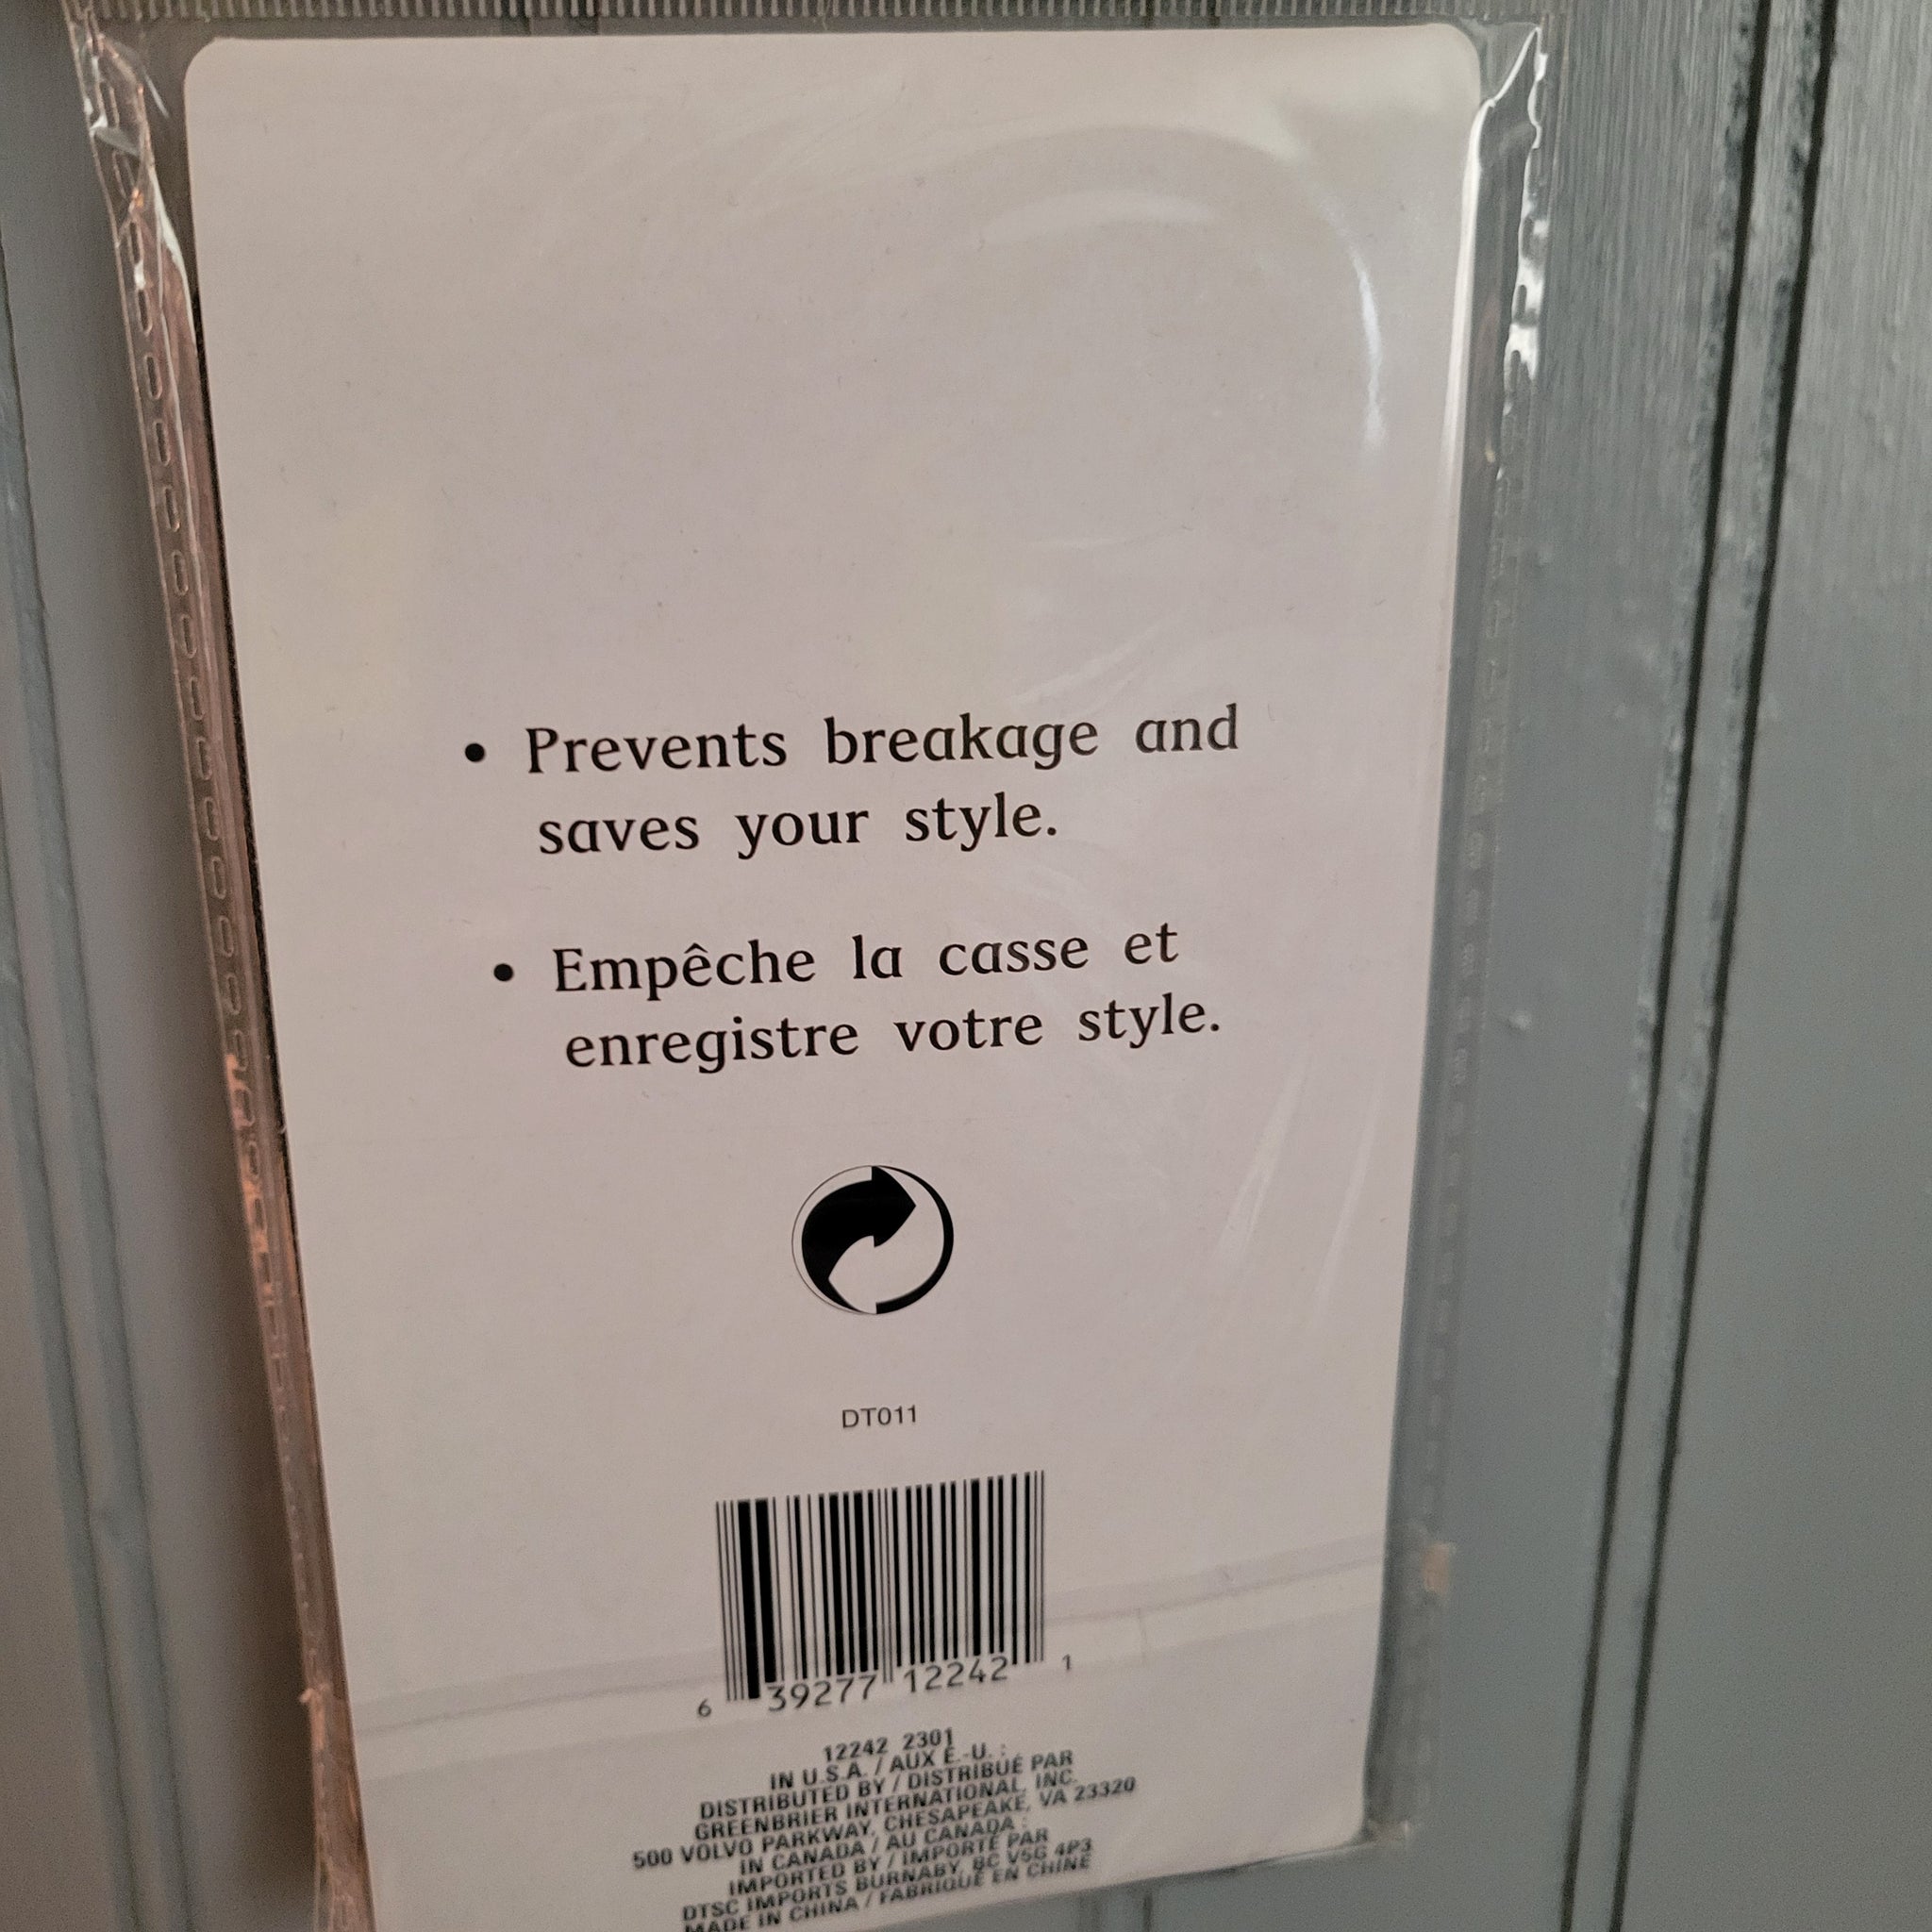 • Prevents breakage and
saves your style.
• Empêche la casse et
enregistre votre style.
DT011
6 39277 12242 1
12242 2301
IN U.S.A. / AUX É.-U. :
DISTRIBUTED BY / DISTRIBUÉ PAR
GREENBRIER INTERNATIONAL, INC.
500 VOLVO PARKWAY, CHESAPEAKE, VA 23320
IN CANADA / AU CANADA :
IMPORTED BY / IMPORTÉ PAR
DTSC IMPORTS BURNABY, BC V5G 4P3
MADE IN CHINA / FABRIQUÉ EN CHINE